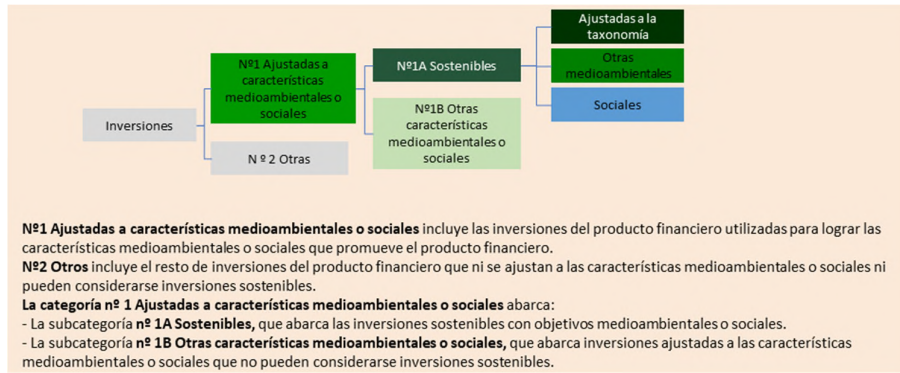 Inversiones
Nº1 Ajustadas a
características
medioambientales o
sociales
N º 2 Otras
Nº1A Sostenibles
Nº1B Otras
características
medioambientales o
sociales
Ajustadas a la
taxonomía
Otras
medioambientales
Sociales
Nº1 Ajustadas a características medioambientales o sociales incluye las inversiones del producto financiero utilizadas para lograr las
características medioambientales o sociales que promueve el producto financiero.
Nº2 Otros incluye el resto de inversiones del producto financiero que ni se ajustan a las características medioambientales o sociales ni
pueden considerarse inversiones sostenibles.
La categoría nº 1 Ajustadas a características medioambientales o sociales abarca:
- La subcategoría nº 1A Sostenibles, que abarca las inversiones sostenibles con objetivos medioambientales o sociales.
- La subcategoría nº 1B Otras características medioambientales o sociales, que abarca inversiones ajustadas a las características
medioambientales o sociales que no pueden considerarse inversiones sostenibles.